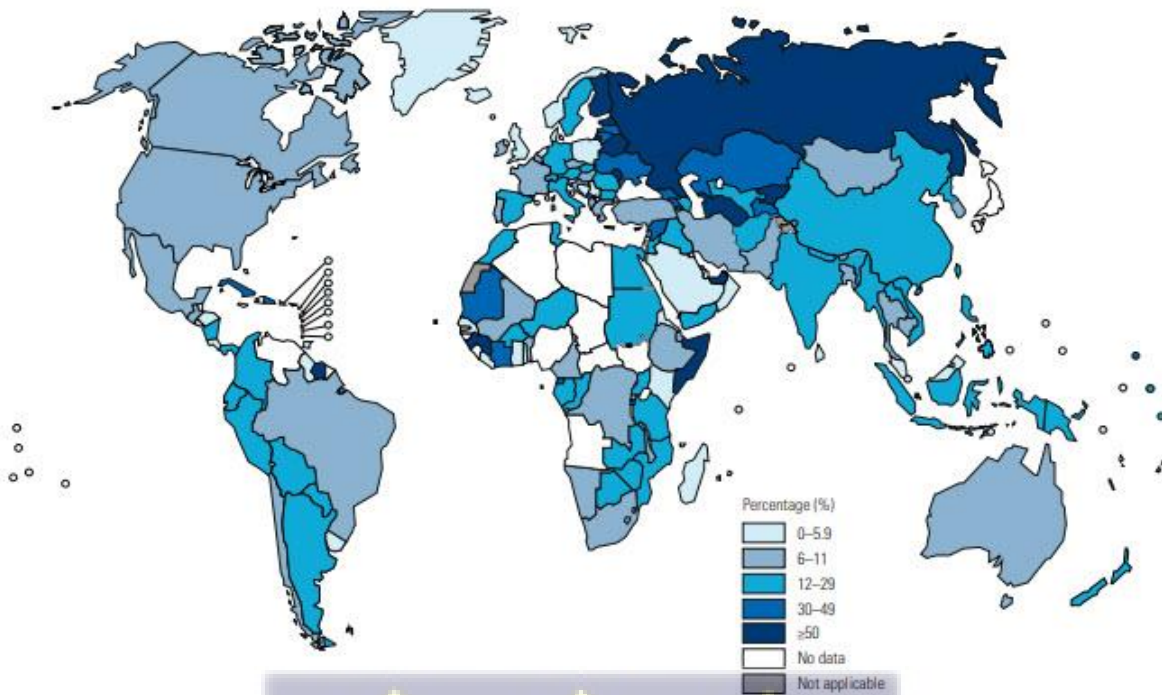 Percentage (%)
0–5.9
6–11
12–29
30–49
≥50
No data
Not applicable